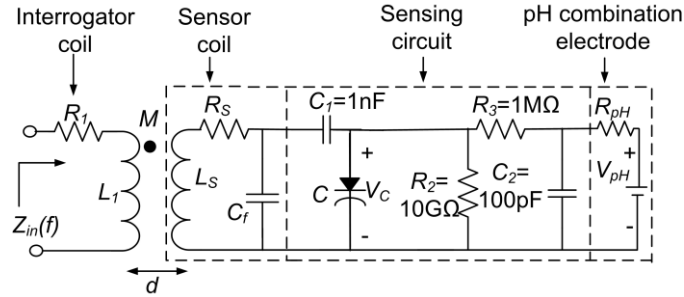 Interrogator coil
Sensor coil
Sensing circuit
pH combination electrode
R1
M
RS
C1=1nF
R3=1MΩ
RpH
L1
LS
Cf
C
+
VC
-
R2=
10GΩ
C2=
100pF
+
VpH
-
Zin(f)
d